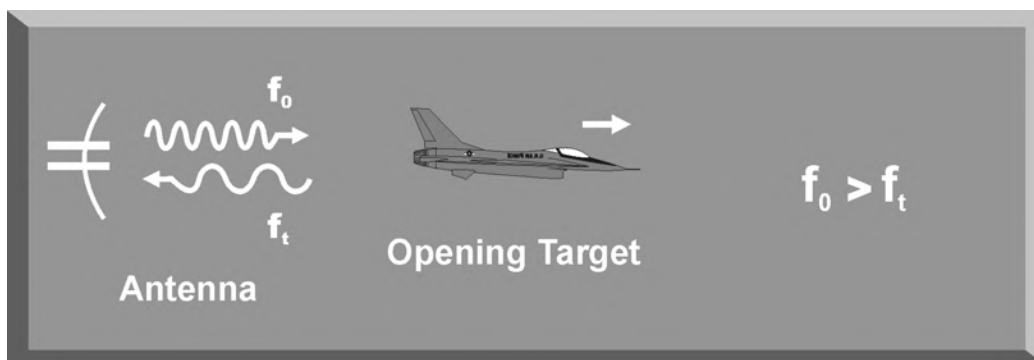 f₀
fₜ
Antenna
Opening Target
f₀ > fₜ